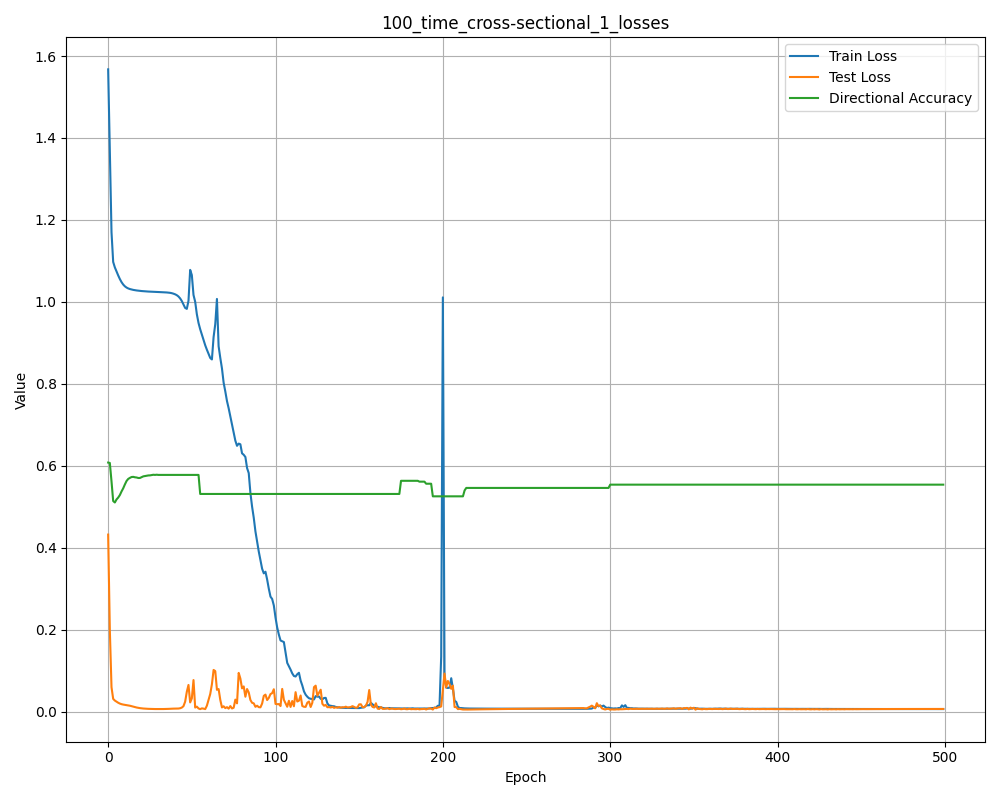 100_time_cross-sectional_1_losses
Train Loss
Test Loss
Directional Accuracy
Value
1.6
1.4
1.2
1.0
0.8
0.6
0.4
0.2
0.0
0 100 200 300 400 500
Epoch